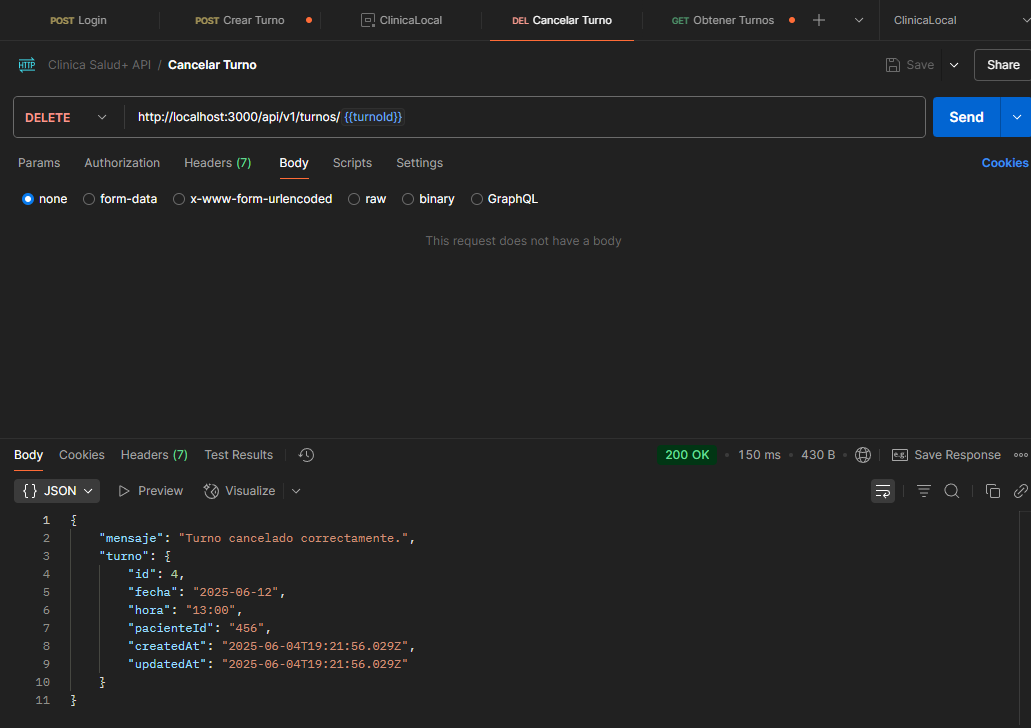 POST Login POST Crear Turno ClinicaLocal DEL Cancelar Turno GET Obtener Turnos ClinicaLocal
HTTP Clinica Salud+ API / Cancelar Turno Save Share
DELETE http://localhost:3000/api/v1/turnos/ {{turnoId}} Send
Params Authorization Headers (7) Body Scripts Settings Cookies
none form-data x-www-form-urlencoded raw binary GraphQL
This request does not have a body
Body Cookies Headers (7) Test Results 200 OK • 150 ms • 430 B • e.g. Save Response
{} JSON Preview Visualize
1 {
2 "mensaje": "Turno cancelado correctamente.",
3 "turno": {
4 "id": 4,
5 "fecha": "2025-06-12",
6 "hora": "13:00",
7 "pacienteId": "456",
8 "createdAt": "2025-06-04T19:21:56.029Z",
9 "updatedAt": "2025-06-04T19:21:56.029Z"
10 }
11 }